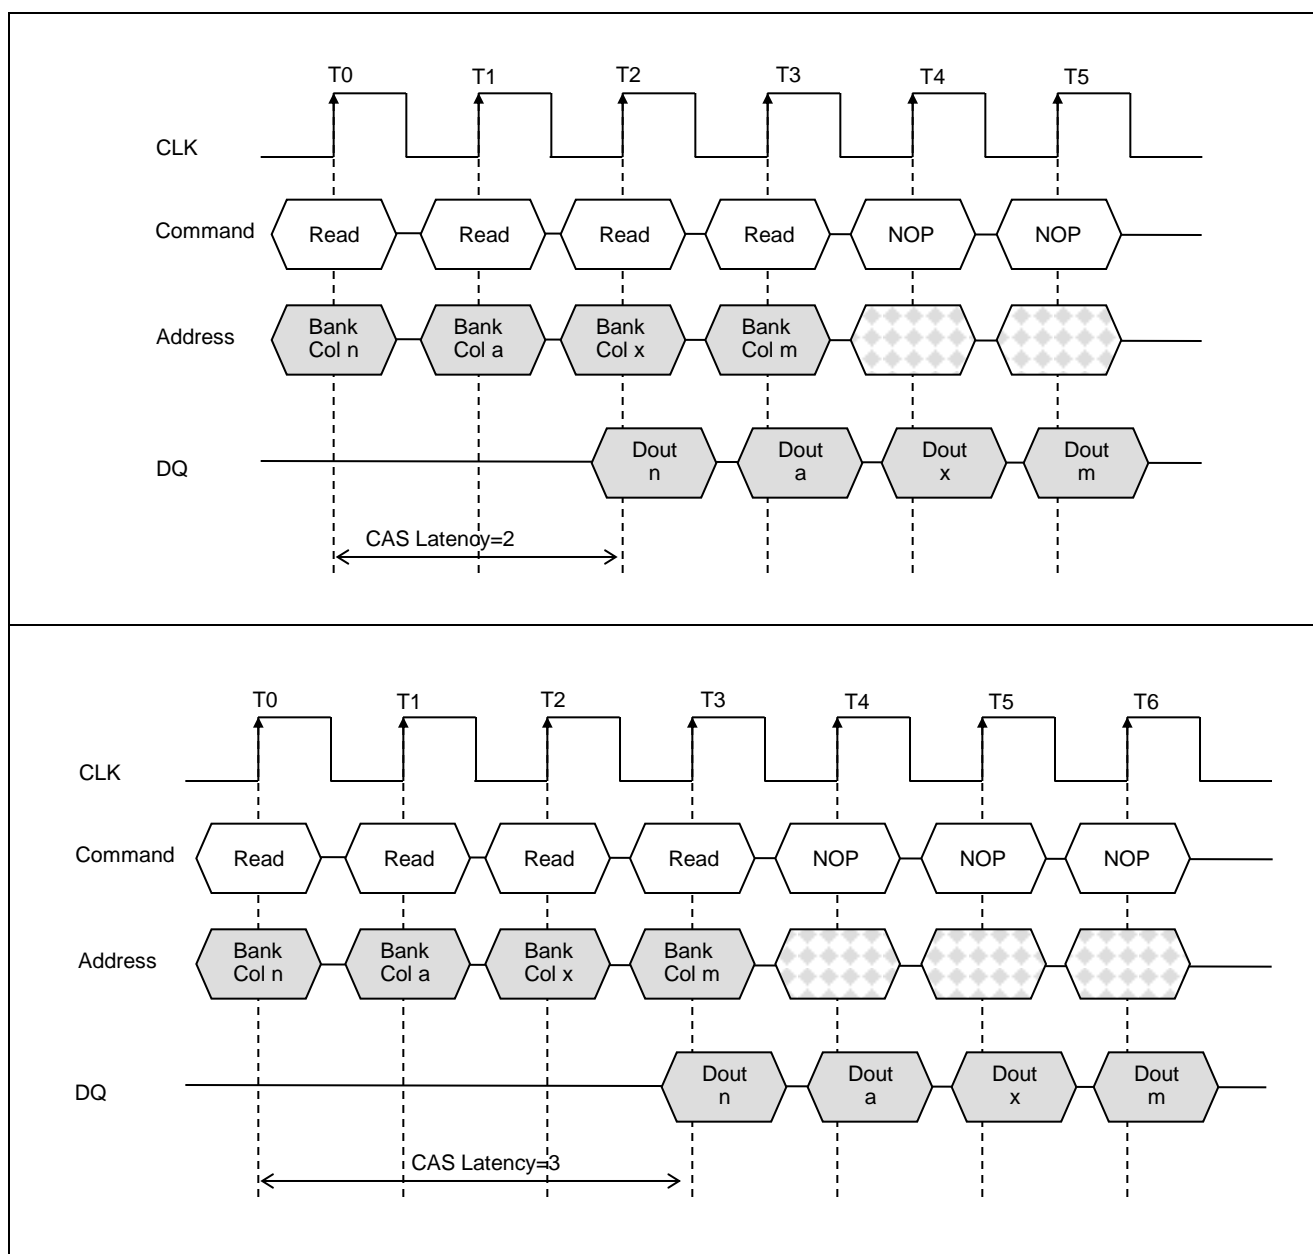 T0 T1 T2 T3 T4 T5
CLK
Command Read Read Read Read NOP NOP
Address Bank Bank Bank Bank
Col n Col a Col x Col m
DQ Dout Dout Dout Dout
n a x m
CAS Latency=2
T0 T1 T2 T3 T4 T5 T6
CLK
Command Read Read Read Read NOP NOP NOP
Address Bank Bank Bank Bank
Col n Col a Col x Col m
DQ Dout Dout Dout Dout
n a x m
CAS Latency=3